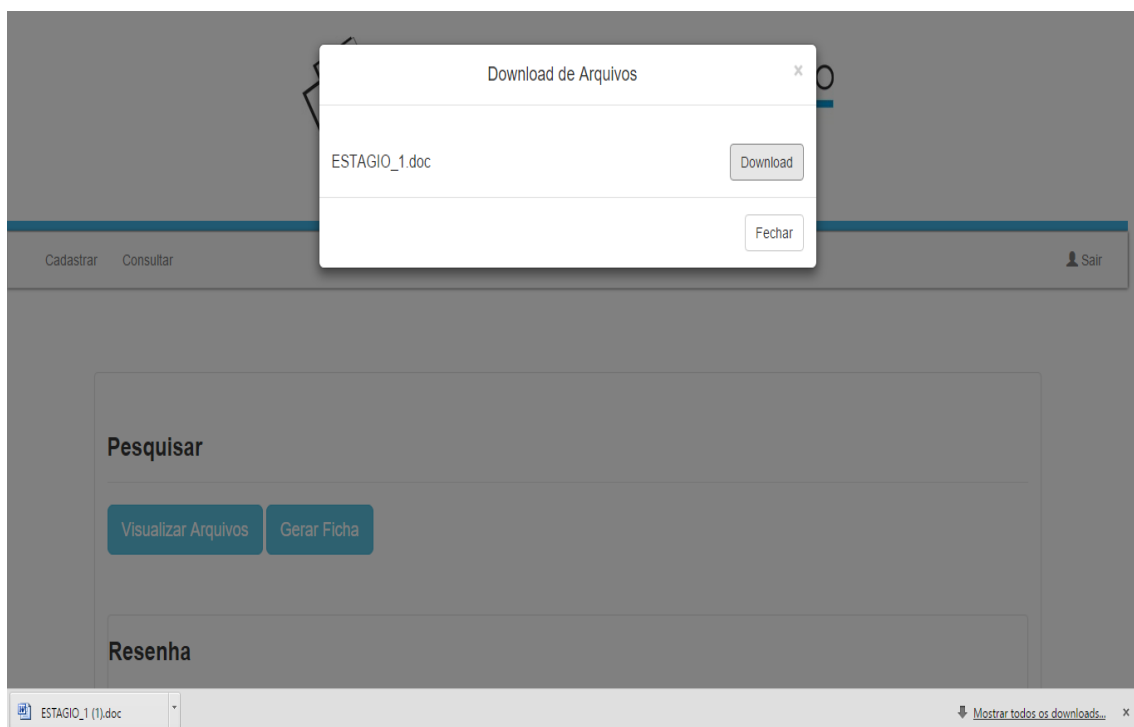 Download de Arquivos ×
O
ESTAGIO_1.doc Download
Fechar
Cadastrar Consultar Sair
Pesquisar
Visualizar Arquivos Gerar Ficha
Resenha
ESTAGIO_1 (1).doc Mostrar todos os downloads... ×